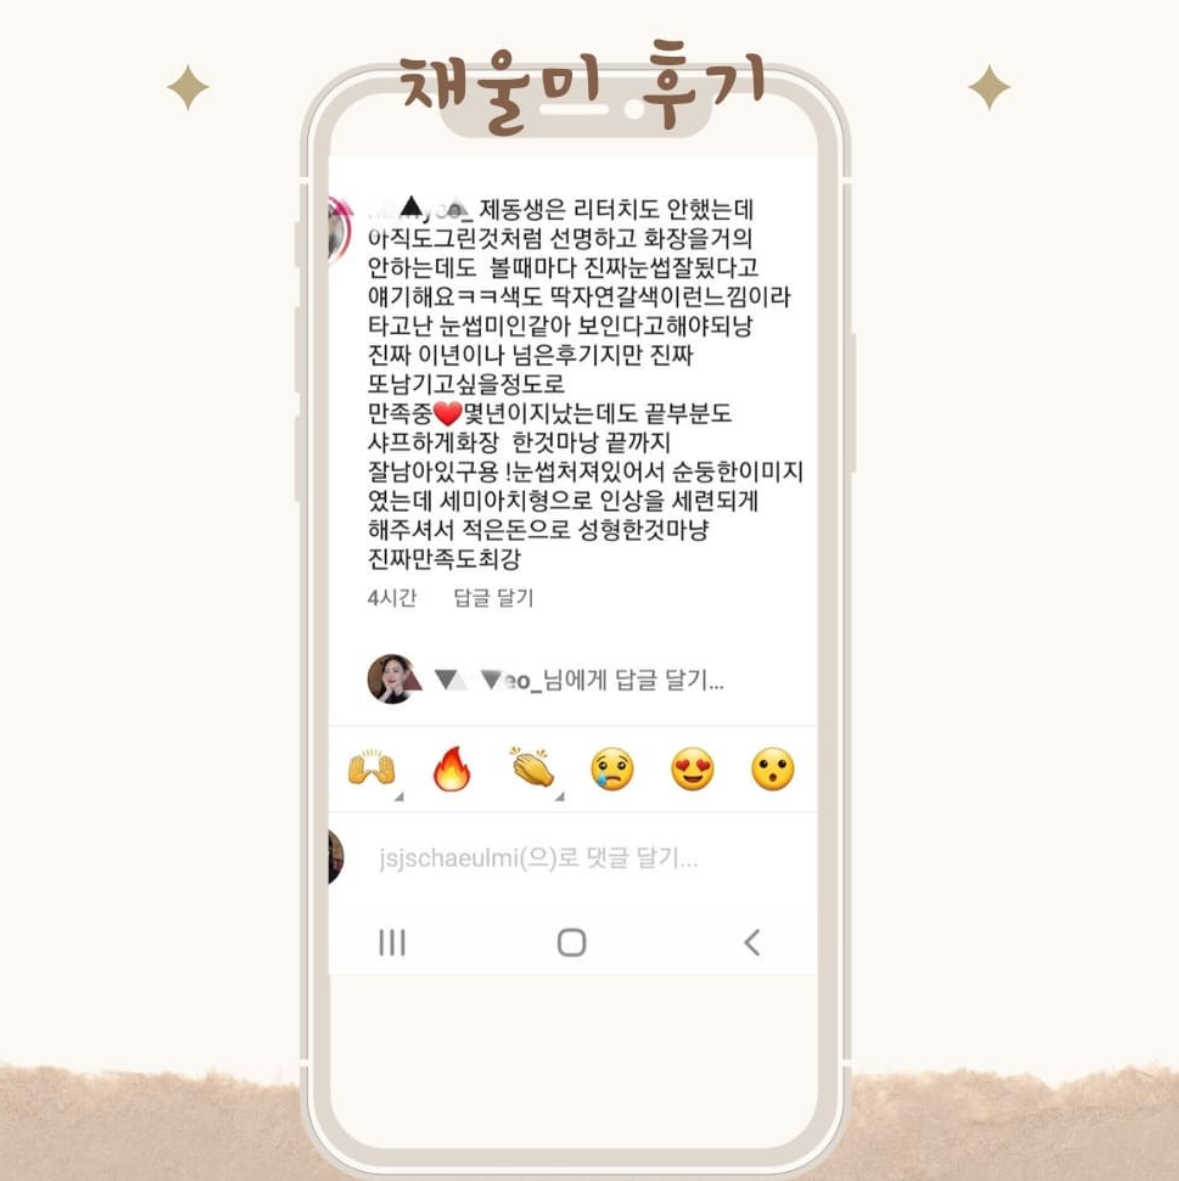 채울미 후기
제동생은 리터치도 안했는데
아직도그린것처럼 선명하고 화장을거의
안하는데도 볼때마다 진짜눈썹잘됬다고
얘기해요ㅋㅋ색도 딱자연갈색이런느낌이라
타고난 눈썹미인같아 보인다고해야되낭
진짜 이년이나 넘은후기지만 진짜
또남기고싶을정도로
만족중❤️몇년이지났는데도 끝부분도
샤프하게화장 한것마냥 끝까지
잘남아있구용 !눈썹처져있어서 순둥한이미지
였는데 세미아치형으로 인상을 세련되게
해주셔서 적은돈으로 성형한것마냥
진짜만족도최강
4시간 답글 달기
eo_님에게 답글 달기...
jsjschaeulmi(으)로 댓글 달기...